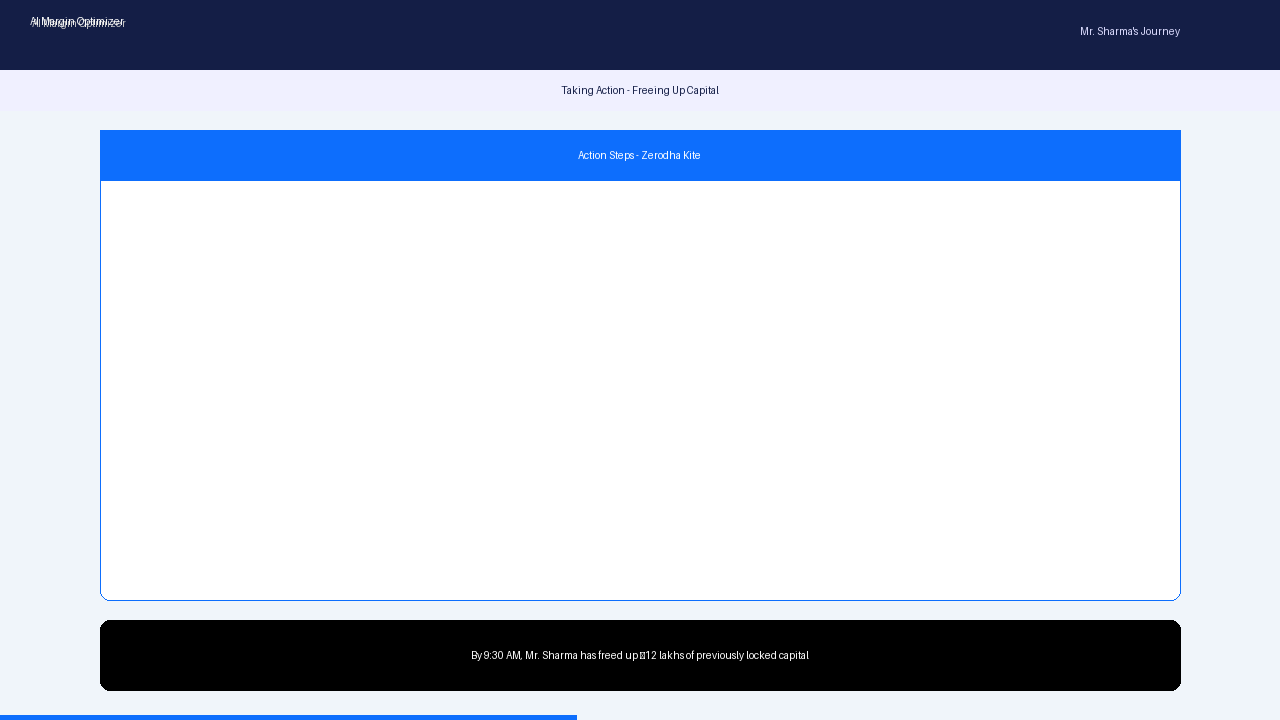 AI Margin Optimizer
Mr. Sharma's Journey
Taking Action - Freeing Up Capital
Action Steps - Zerodha Kite
By 9:30 AM, Mr. Sharma has freed up 12 lakhs of previously locked capital